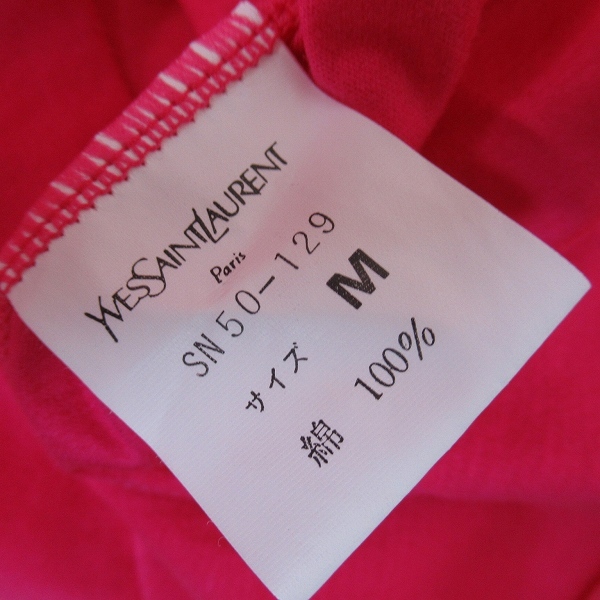 YVESSAINTLAURENT
Paris
SN50-129
サイズ M
綿 100%